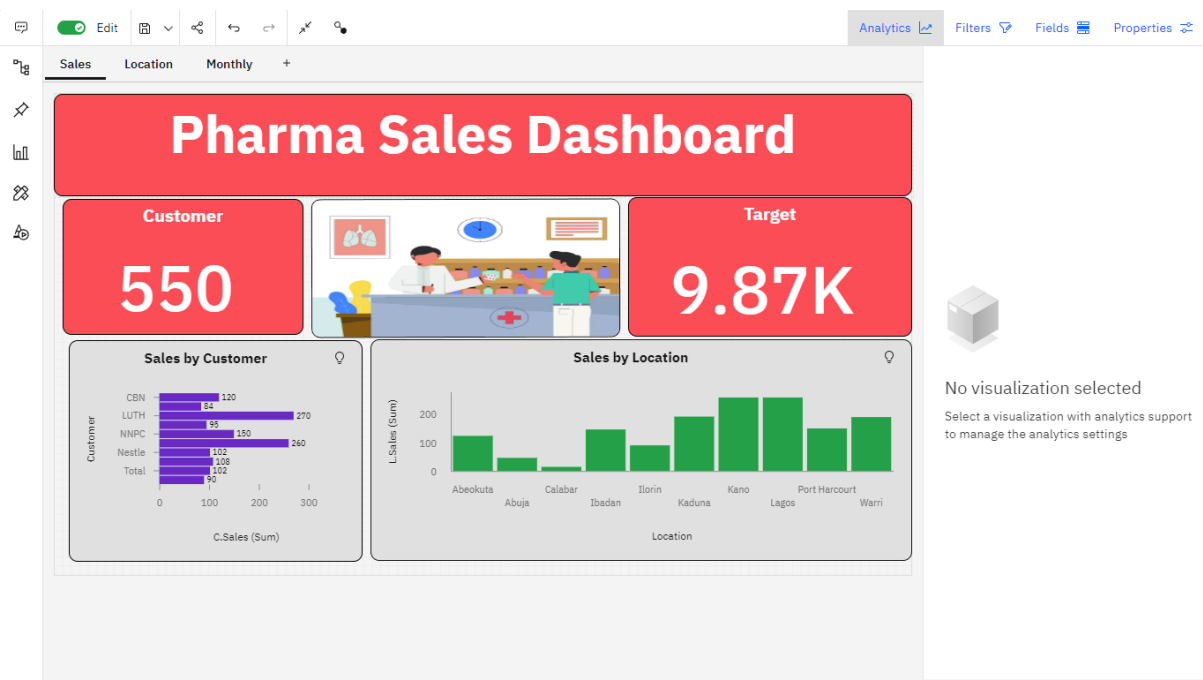 Edit
Analytics
Filters
Fields
Properties
Sales
Location
Monthly
+
Pharma Sales Dashboard
Customer
550
Target
9.87K
Sales by Customer
Customer
CBN
LUTH
NNPC
Nestle
Total
120
84
270
95
150
260
102
108
102
90
0 100 200 300
C.Sales (Sum)
Sales by Location
L.Sales (Sum)
200
100
0
Abeokuta
Abuja
Calabar
Ibadan
Ilorin
Kaduna
Kano
Lagos
Port Harcourt
Warri
Location
No visualization selected
Select a visualization with analytics support
to manage the analytics settings